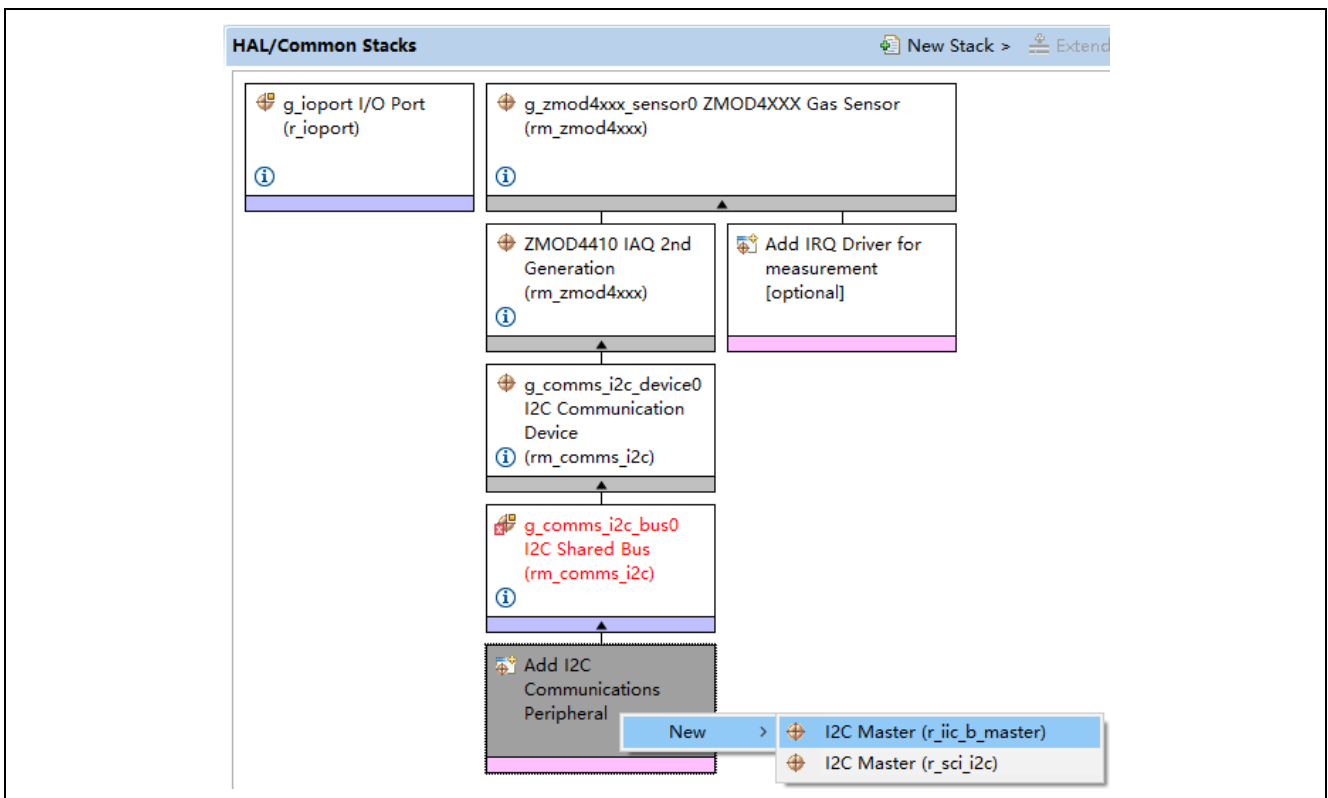 HAL/Common Stacks
New Stack >
Extend
g_ioport I/O Port
(r_ioport)
g_zmod4xxx_sensor0 ZMOD4XXX Gas Sensor
(rm_zmod4xxx)
ZMOD4410 IAQ 2nd
Generation
(rm_zmod4xxx)
Add IRQ Driver for
measurement
[optional]
g_comms_i2c_device0
I2C Communication
Device
(rm_comms_i2c)
g_comms_i2c_bus0
I2C Shared Bus
(rm_comms_i2c)
Add I2C
Communications
Peripheral
New >
I2C Master (r_iic_b_master)
I2C Master (r_sci_i2c)